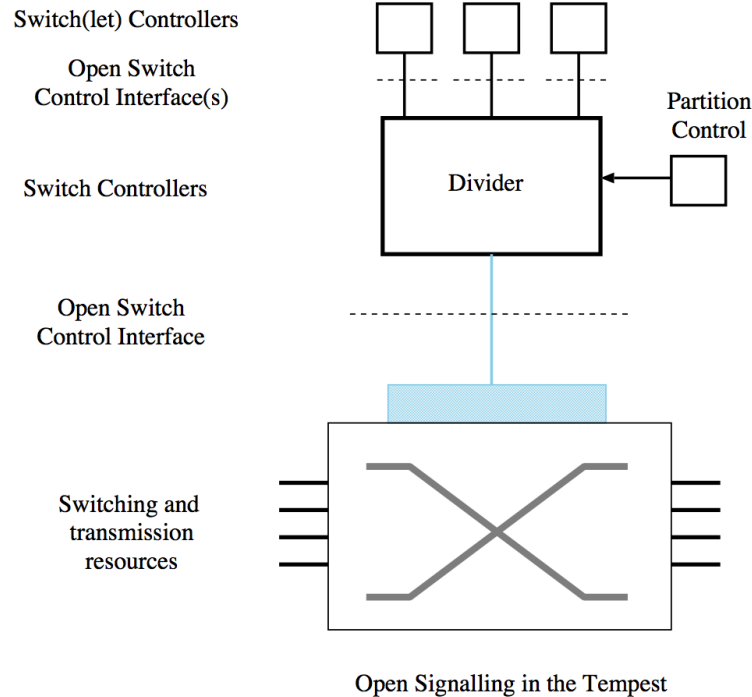 Switch(let) Controllers
Open Switch
Control Interface(s)
Partition
Control
Switch Controllers
Divider
Open Switch
Control Interface
Switching and
transmission
resources
Open Signalling in the Tempest